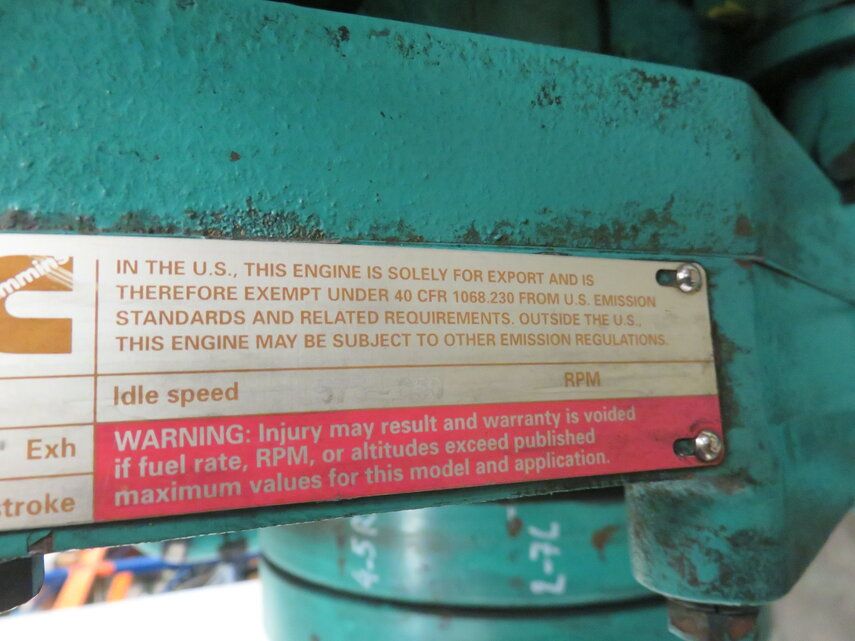 IN THE U.S., THIS ENGINE IS SOLELY FOR EXPORT AND IS
THEREFORE EXEMPT UNDER 40 CFR 1068.230 FROM U.S. EMISSION
STANDARDS AND RELATED REQUIREMENTS. OUTSIDE THE U.S.,
THIS ENGINE MAY BE SUBJECT TO OTHER EMISSION REGULATIONS.
Idle speed RPM
Exh
stroke
WARNING: Injury may result and warranty is voided
if fuel rate, RPM, or altitudes exceed published
maximum values for this model and application.